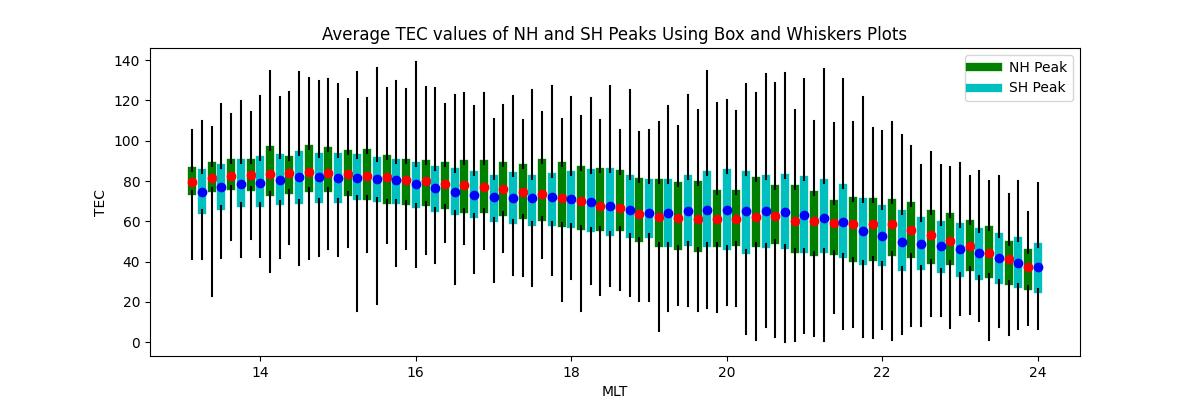 Average TEC values of NH and SH Peaks Using Box and Whiskers Plots
NH Peak
SH Peak
TEC
140
120
100
80
60
40
20
0
14
16
18
20
22
24
MLT